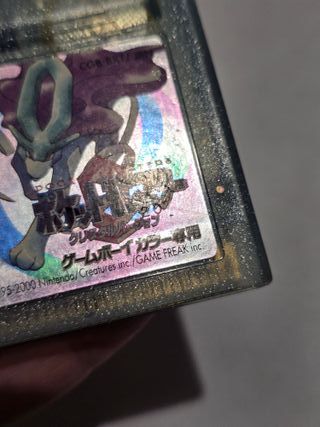 ポケットモンスター
クリスタルバージョン
ゲームボーイカラー専用
95-2000 Nintendo/Creatures inc./GAME FREAK inc.